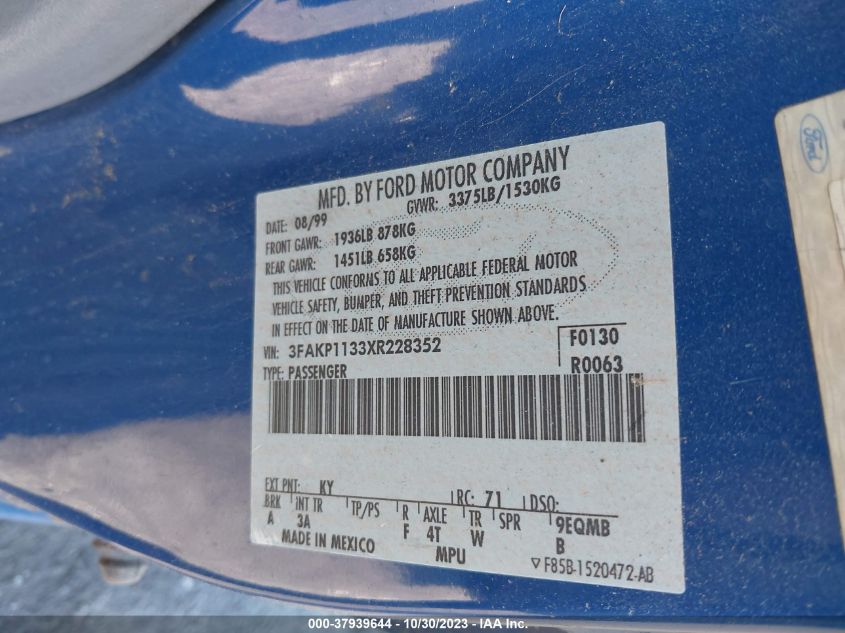 MFD. BY FORD MOTOR COMPANY
DATE: 08/99 GVWR: 3375LB/1530KG
FRONT GAWR: 1936LB 878KG
REAR GAWR: 1451LB 658KG
THIS VEHICLE CONFORMS TO ALL APPLICABLE FEDERAL MOTOR
VEHICLE SAFETY, BUMPER, AND THEFT PREVENTION STANDARDS
IN EFFECT ON THE DATE OF MANUFACTURE SHOWN ABOVE.
VIN: 3FAKP1133XR228352 F0130
TYPE: PASSENGER R0063
EXT PNT: KY RC: 71 DSO:
BRK INT TR TP/PS R AXLE TR SPR 9EQMB
A 3A F 4T W B
MADE IN MEXICO MPU
▽F85B-1520472-AB
Ford
000-37939644 / 10/30/2023 - IAA Inc.